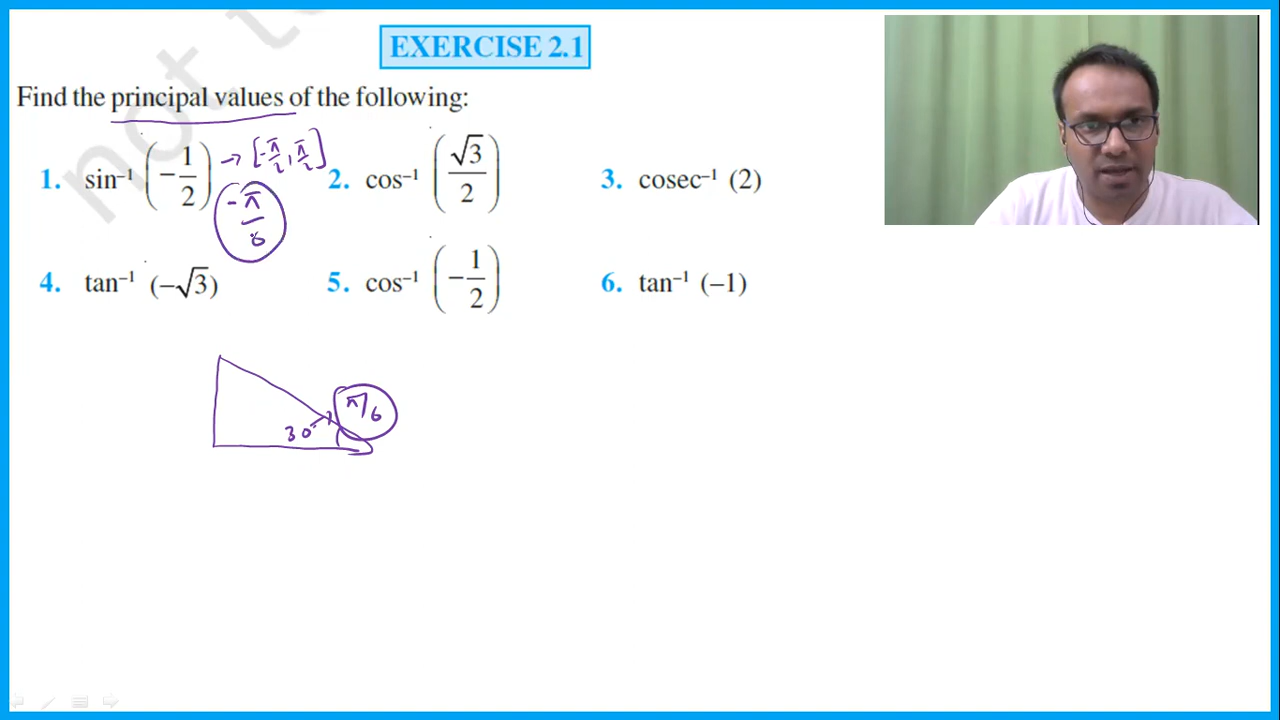 not t
EXERCISE 2.1
Find the principal values of the following:
1. sin⁻¹ (−1/2) → [-π/2, π/2] 2. cos⁻¹ (√3/2) 3. cosec⁻¹ (2)
-π/6
4. tan⁻¹ (−√3) 5. cos⁻¹ (−1/2) 6. tan⁻¹ (−1)
π/6
30°